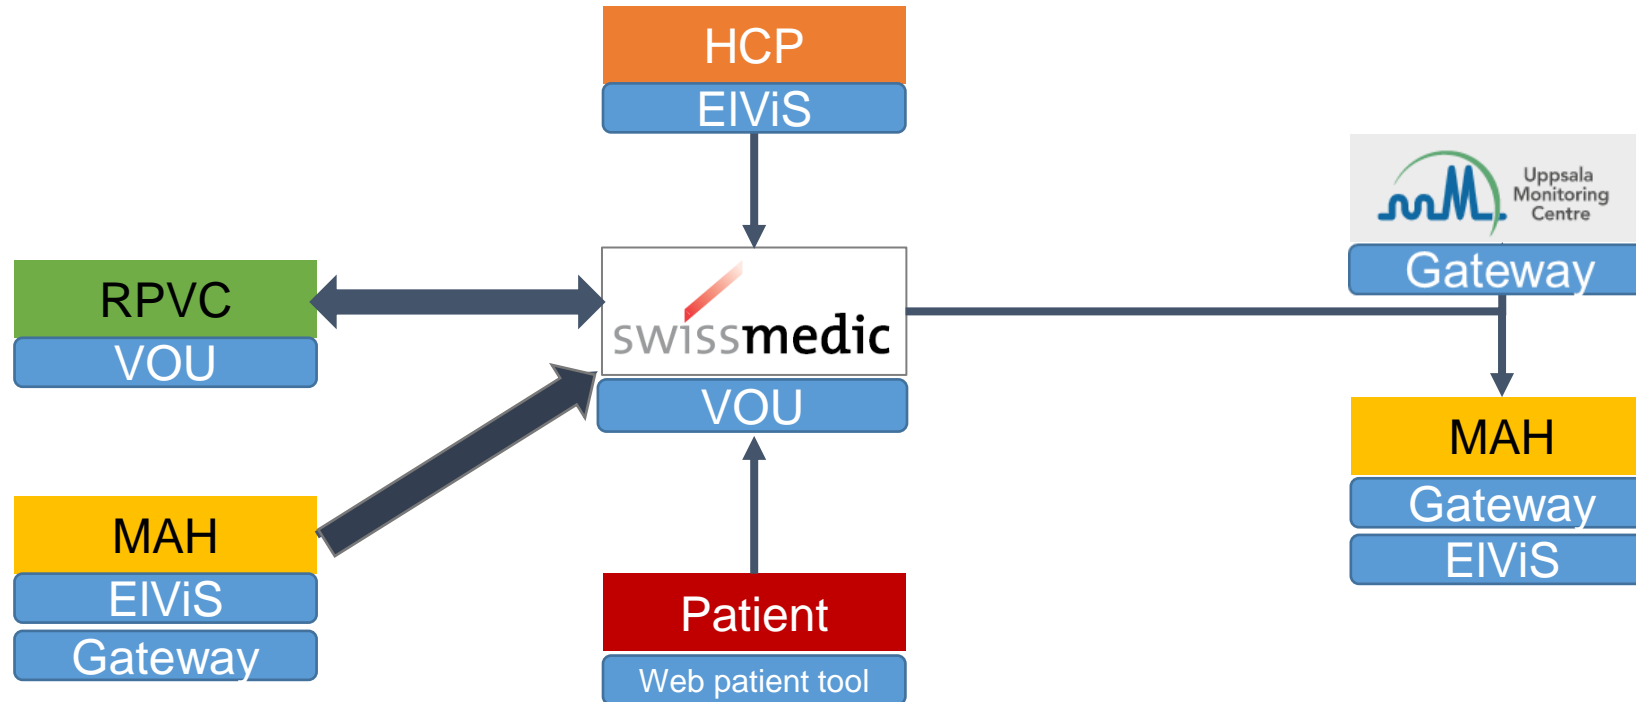 HCP
ElViS
Uppsala
Monitoring
Centre
Gateway
RPVC
VOU
swissmedic
VOU
MAH
Gateway
ElViS
MAH
ElViS
Gateway
Patient
Web patient tool